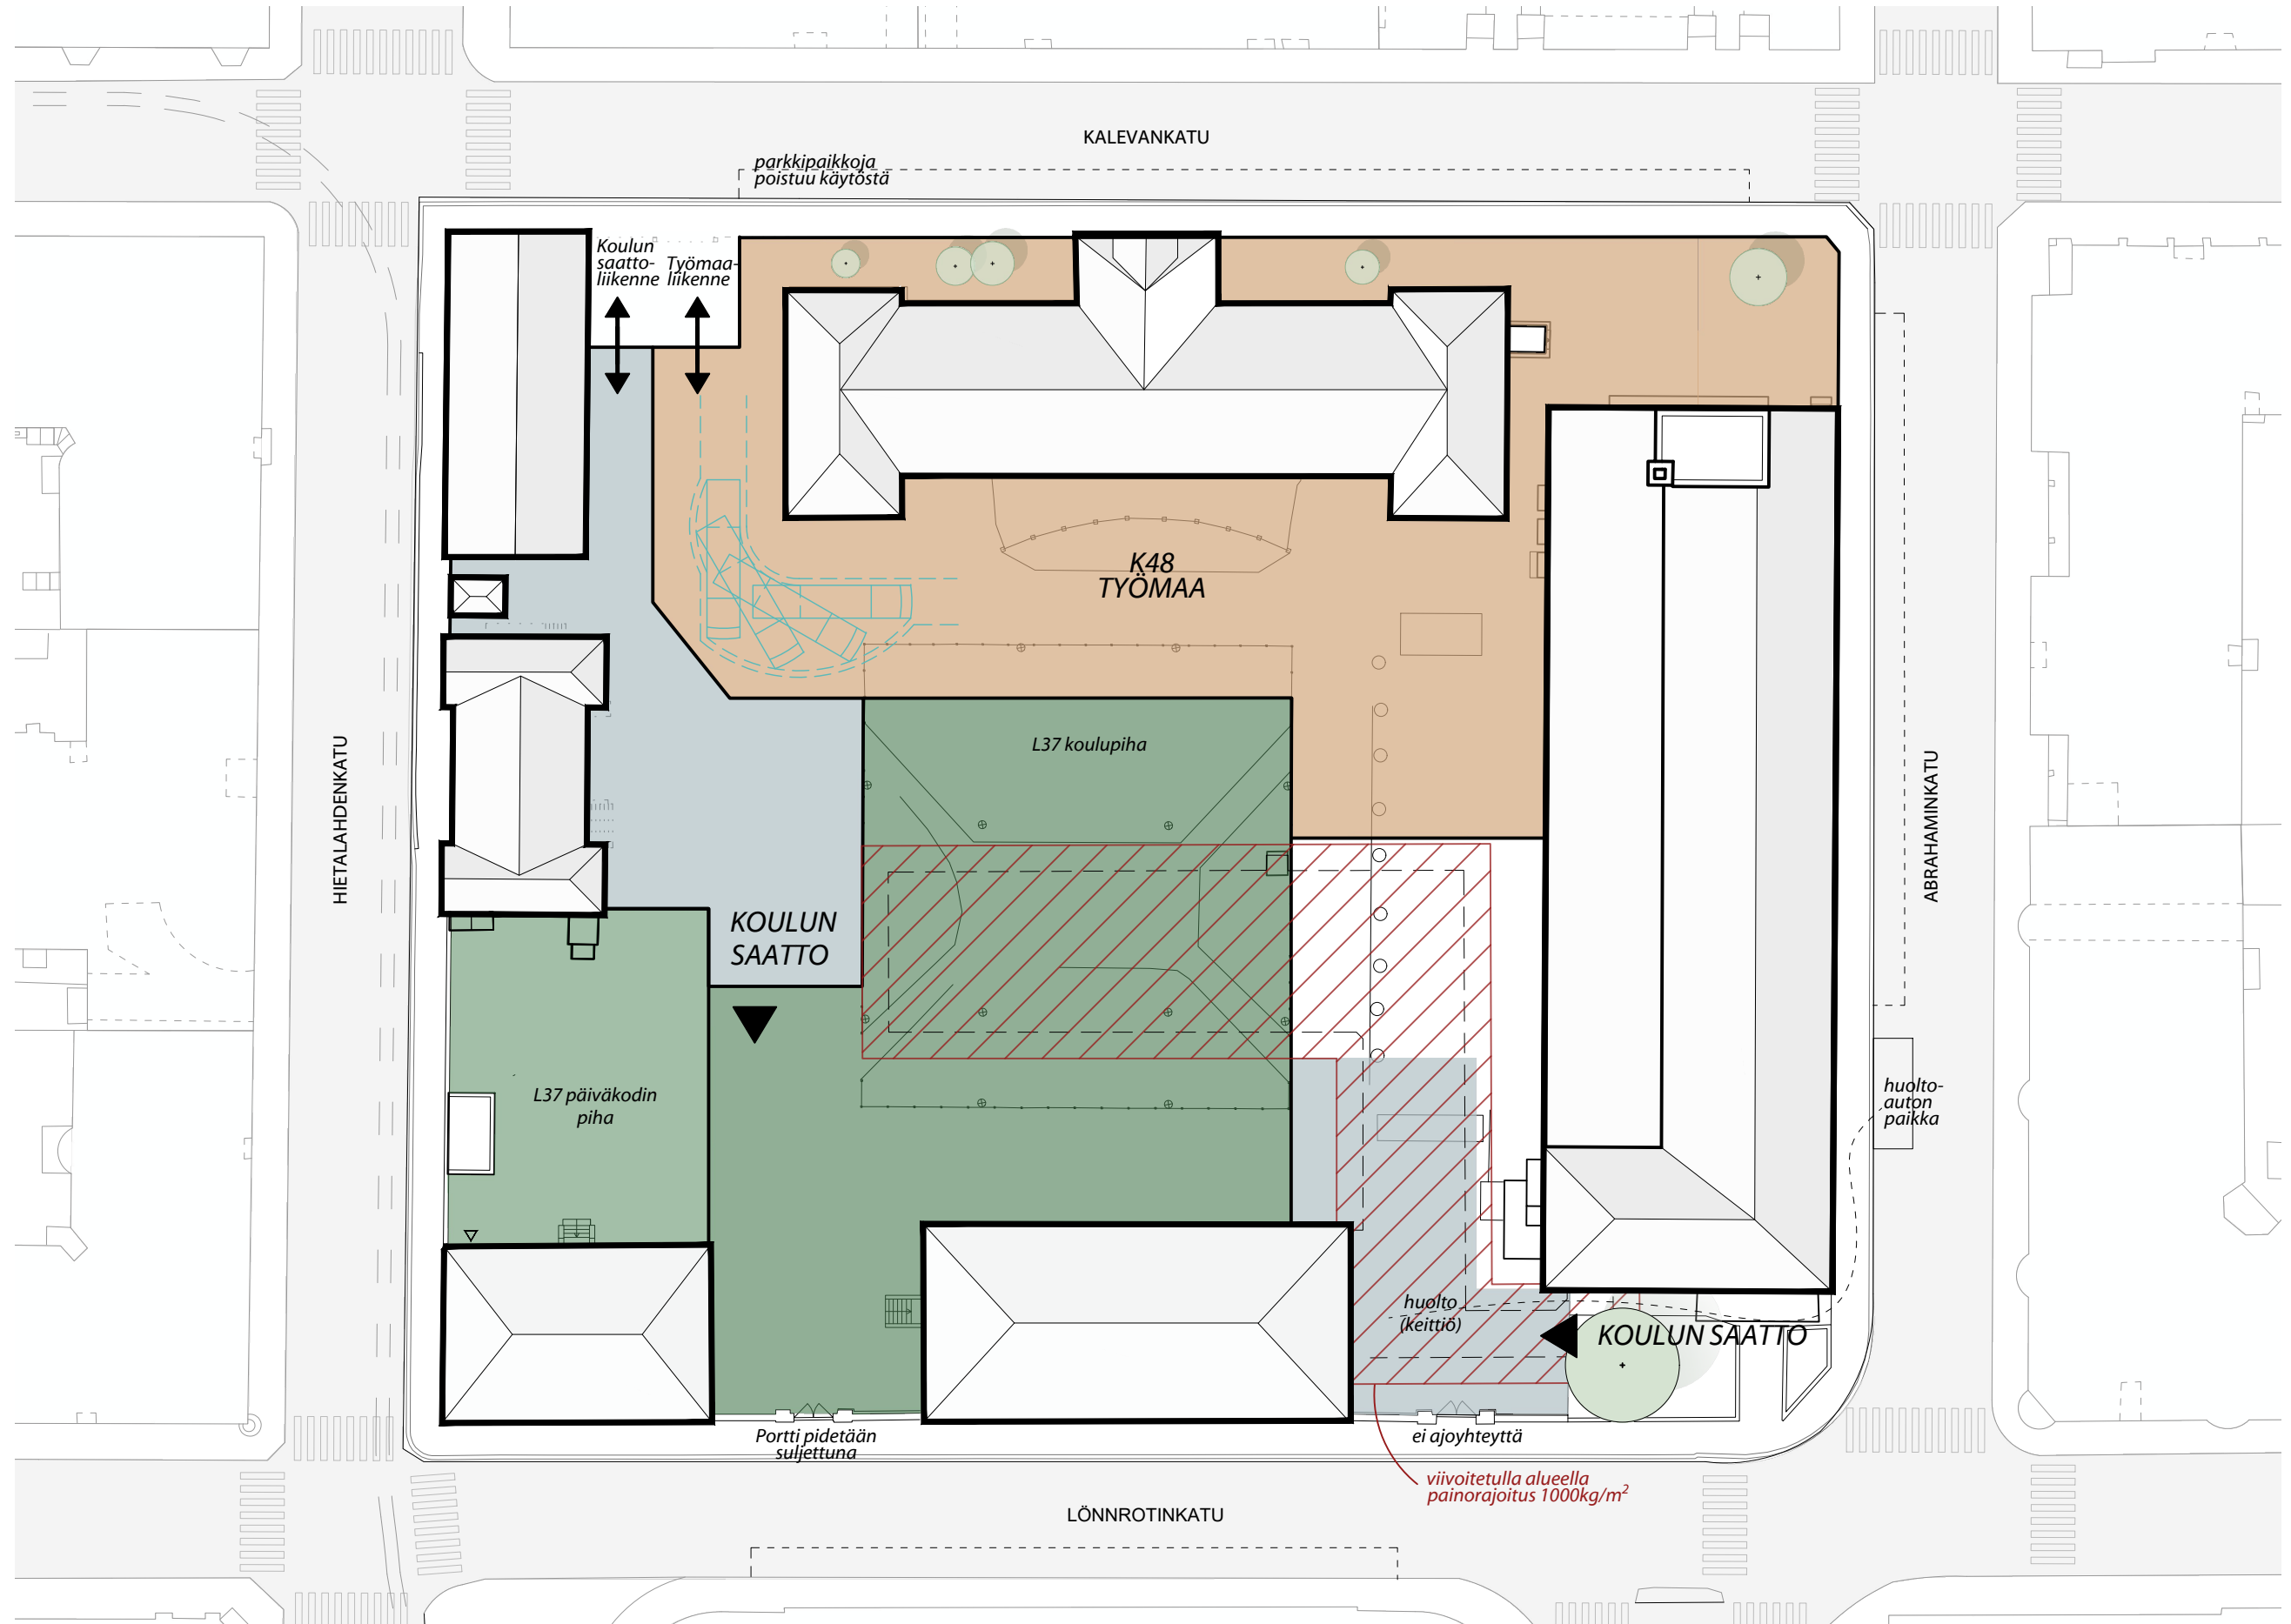 KALEVANKATU
parkkipaikkoja
poistuu käytöstä
Koulun
saatto-
liikenne
Työmaa-
liikenne
K48
TYÖMAA
L37 koulupiha
HIETALAHDENKATU
ABRAHAMINKATU
KOULUN
SAATTO
L37 päiväkodin
piha
huolto-
auton
paikka
huolto
(keittiö)
KOULUN SAATTO
Portti pidetään
suljettuna
ei ajoyhteyttä
viivoitetulla alueella
painorajoitus 1000kg/m²
LÖNNROTINKATU